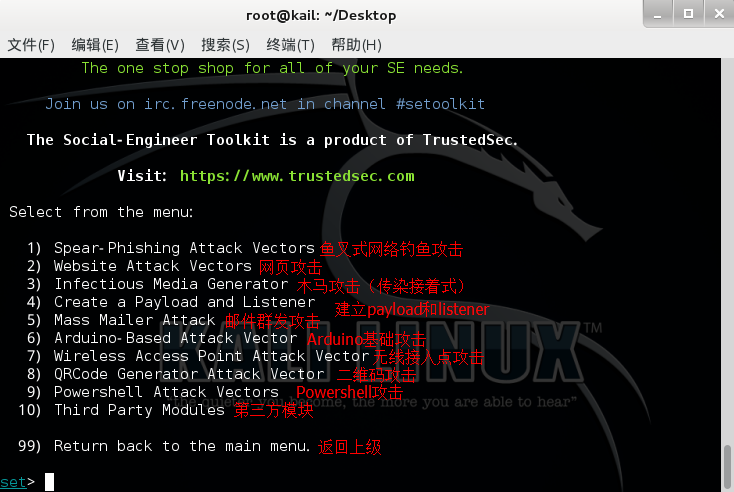 root@kail: ~/Desktop
文件(F) 编辑(E) 查看(V) 搜索(S) 终端(T) 帮助(H)
The one stop shop for all of your SE needs.
Join us on irc.freenode.net in channel #setoolkit
The Social-Engineer Toolkit is a product of TrustedSec.
Visit: https://www.trustedsec.com
Select from the menu:
1) Spear-Phishing Attack Vectors 鱼叉式网络钓鱼攻击
2) Website Attack Vectors 网页攻击
3) Infectious Media Generator 木马攻击（传染接着式）
4) Create a Payload and Listener 建立payload和listener
5) Mass Mailer Attack 邮件群发攻击
6) Arduino-Based Attack Vector Arduino基础攻击
7) Wireless Access Point Attack Vector 无线接入点攻击
8) QRCode Generator Attack Vector 二维码攻击
9) Powershell Attack Vectors Powershell攻击
10) Third Party Modules 第三方模块
KALI LINUX™
"the quieter you become, the more you are able to hear"
99) Return back to the main menu. 返回上级
set>